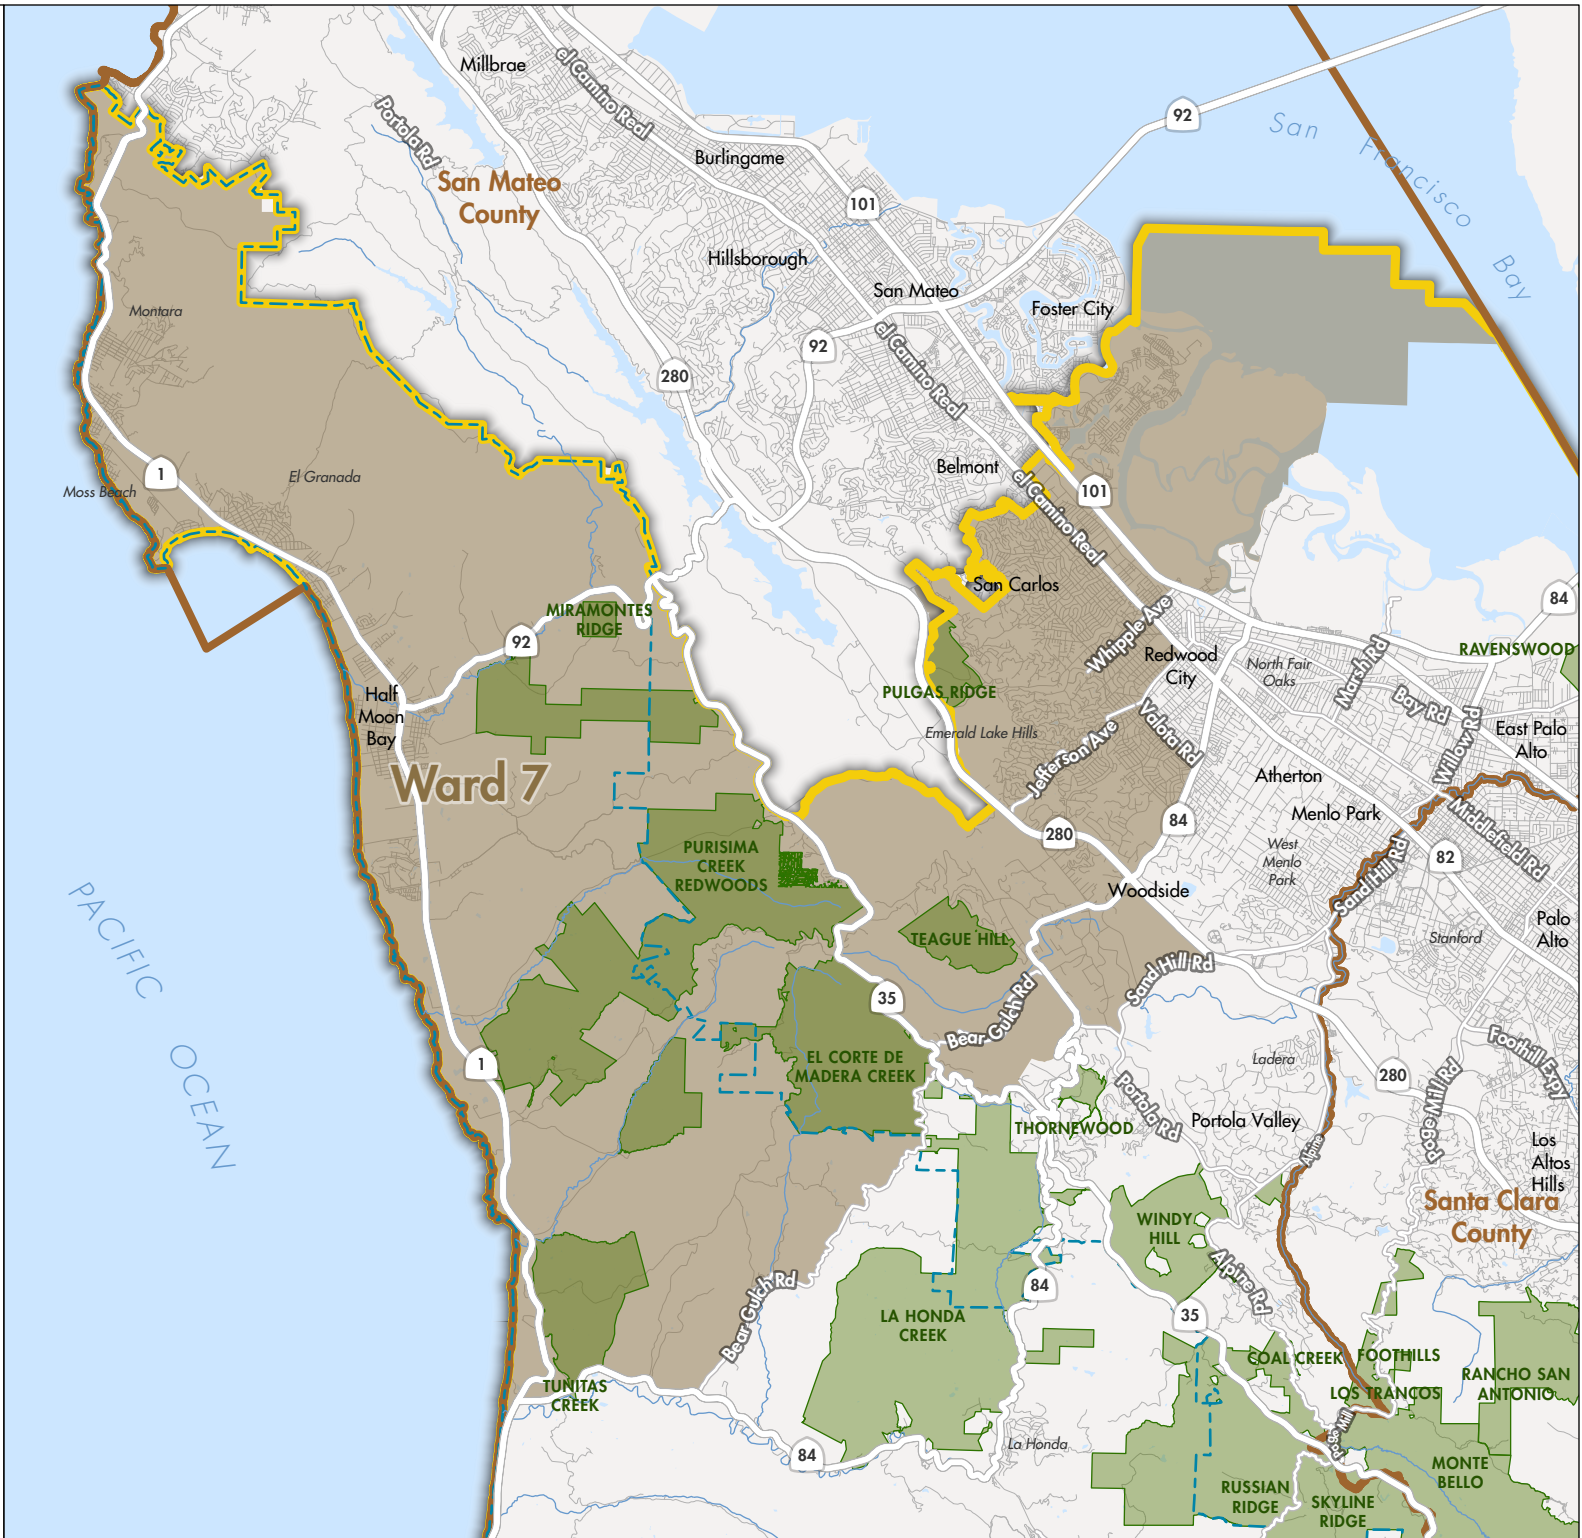 Millbrae
el Camino Real
92
San Francisco Bay
Portola Rd
Burlingame
San Mateo
County
101
Hillsborough
San Mateo
Foster City
Montara
92
el Camino Real
280
Belmont
el Camino Real
101
El Granada
Moss Beach
1
San Carlos
84
MIRAMONTES
RIDGE
92
Whipple Ave
Redwood
City
North Fair
Oaks
Marsh Rd
RAVENSWOOD
Half
Moon
Bay
PULGAS RIDGE
Emerald Lake Hills
Valota Rd
Bay Rd
Willow Rd
East Palo
Alto
Jefferson Ave
Ward 7
Atherton
Menlo Park
84
280
Middlefield Rd
PURISIMA
CREEK
REDWOODS
West
Menlo
Park
82
Sand Hill Rd
Woodside
PACIFIC
OCEAN
TEAGUE HILL
Stanford
Palo
Alto
Sand Hill Rd
35
Bear Gulch Rd
EL CORTE DE
MADERA CREEK
1
Ladera
280
Foothill Expy
Page Mill Rd
Portola Rd
THORNEWOOD
Portola Valley
Alpine
Los
Altos
Hills
Santa Clara
County
WINDY
HILL
Alpine Rd
Bear Gulch Rd
84
LA HONDA
CREEK
35
COAL CREEK
FOOTHILLS
LOS TRANCOS
RANCHO SAN
ANTONIO
TUNITAS
CREEK
84
La Honda
Page Mill
MONTE
BELLO
RUSSIAN
RIDGE
SKYLINE
RIDGE